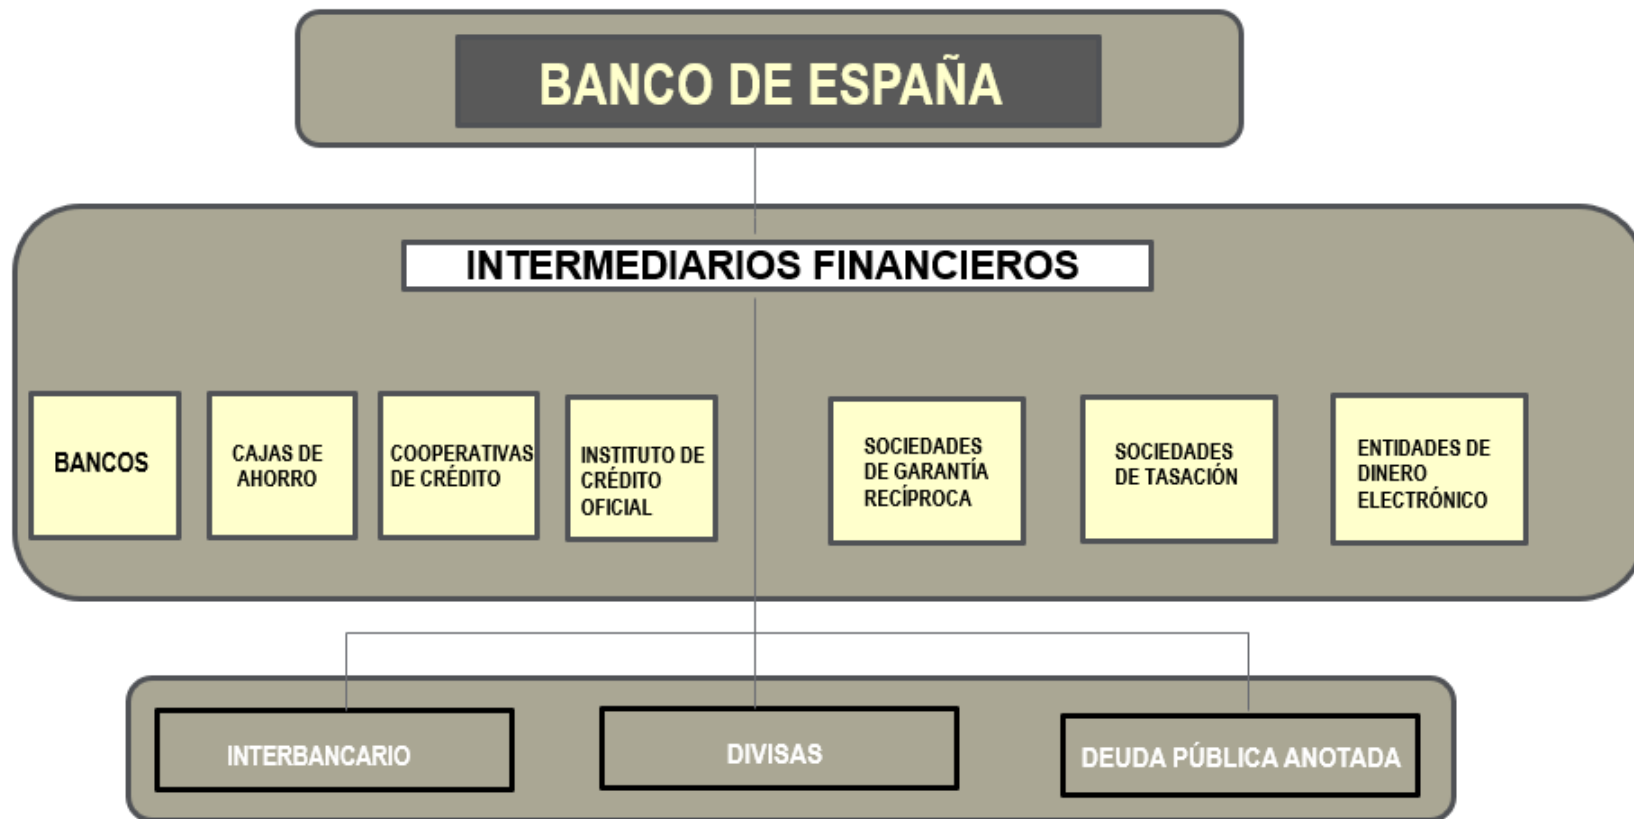 BANCO DE ESPAÑA
INTERMEDIARIOS FINANCIEROS
BANCOS
CAJAS DE
AHORRO
COOPERATIVAS
DE CRÉDITO
INSTITUTO DE
CRÉDITO
OFICIAL
SOCIEDADES
DE GARANTÍA
RECÍPROCA
SOCIEDADES
DE TASACIÓN
ENTIDADES DE
DINERO
ELECTRÓNICO
INTERBANCARIO
DIVISAS
DEUDA PÚBLICA ANOTADA